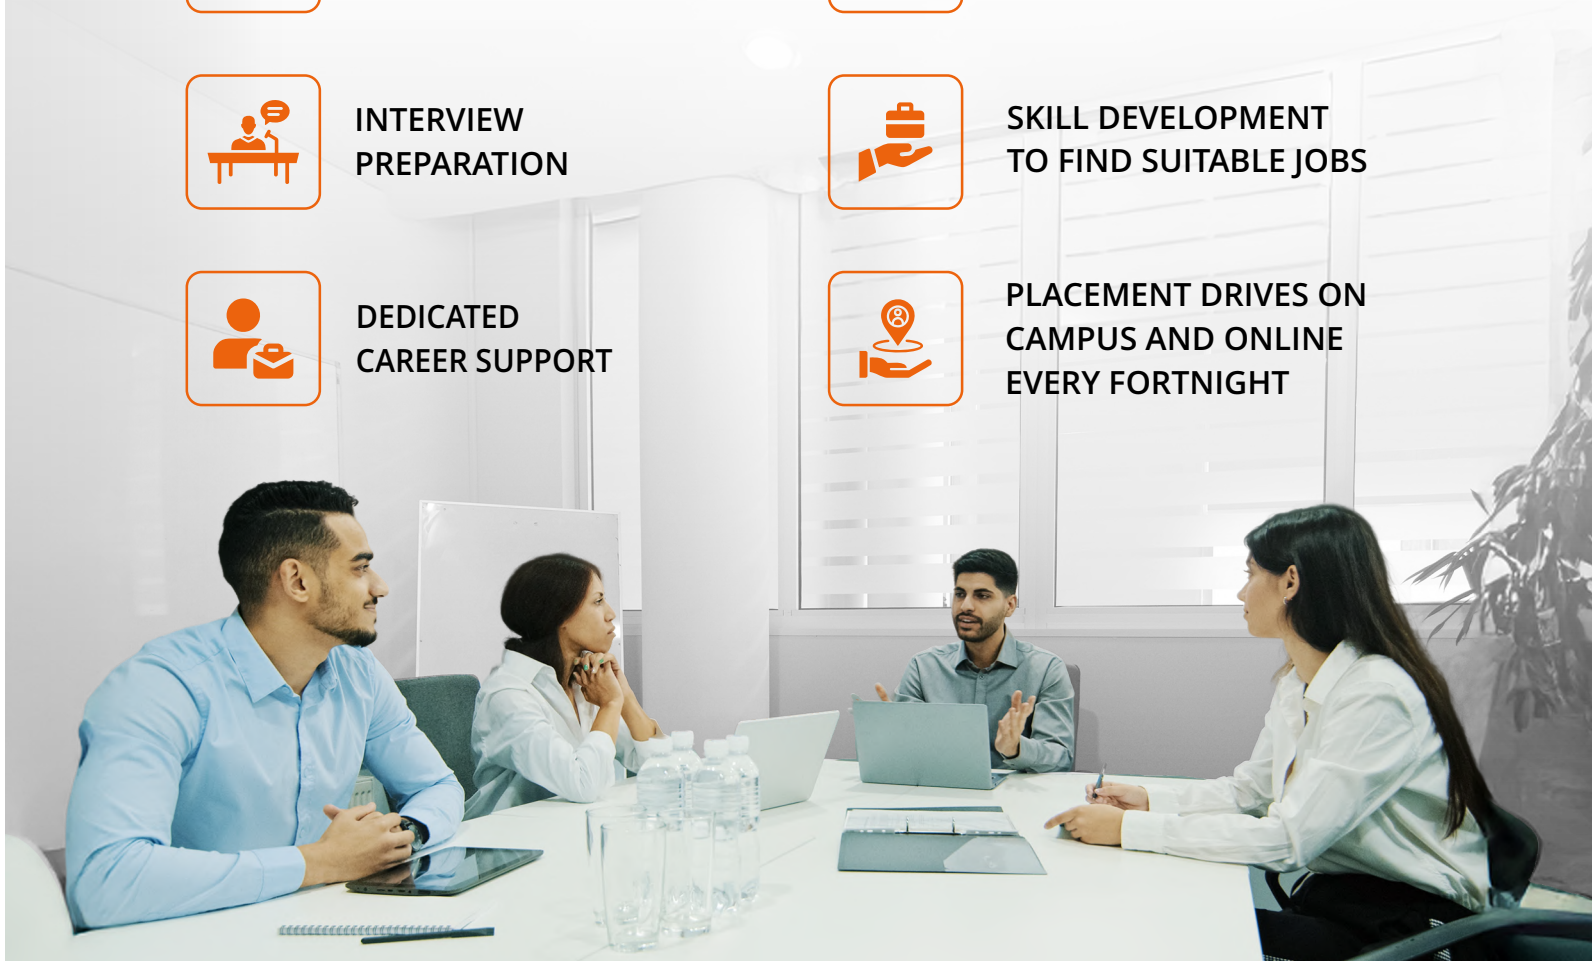 INTERVIEW
PREPARATION
SKILL DEVELOPMENT
TO FIND SUITABLE JOBS
DEDICATED
CAREER SUPPORT
PLACEMENT DRIVES ON
CAMPUS AND ONLINE
EVERY FORTNIGHT